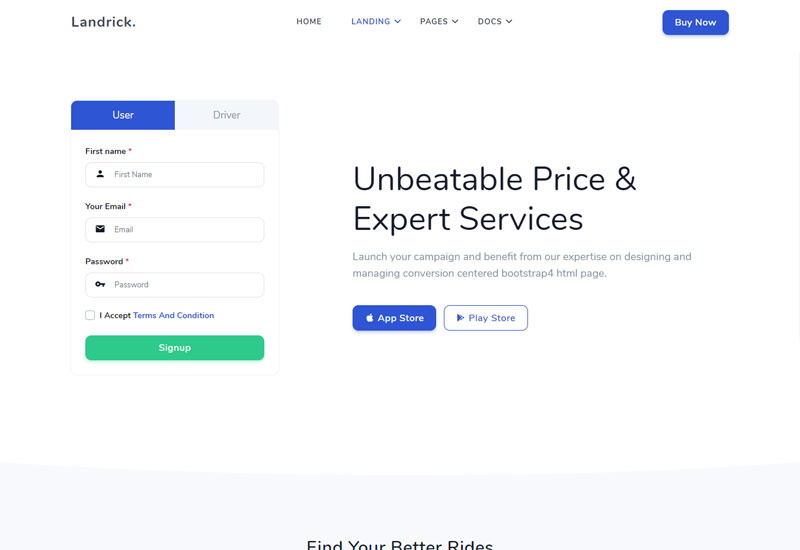 Landrick.
HOME
LANDING
PAGES
DOCS
Buy Now
User
Driver
First name *
First Name
Your Email *
Email
Password *
Password
I Accept Terms And Condition
Signup
Unbeatable Price &
Expert Services
Launch your campaign and benefit from our expertise on designing and
managing conversion centered bootstrap4 html page.
App Store
Play Store
Find Your Better Rides